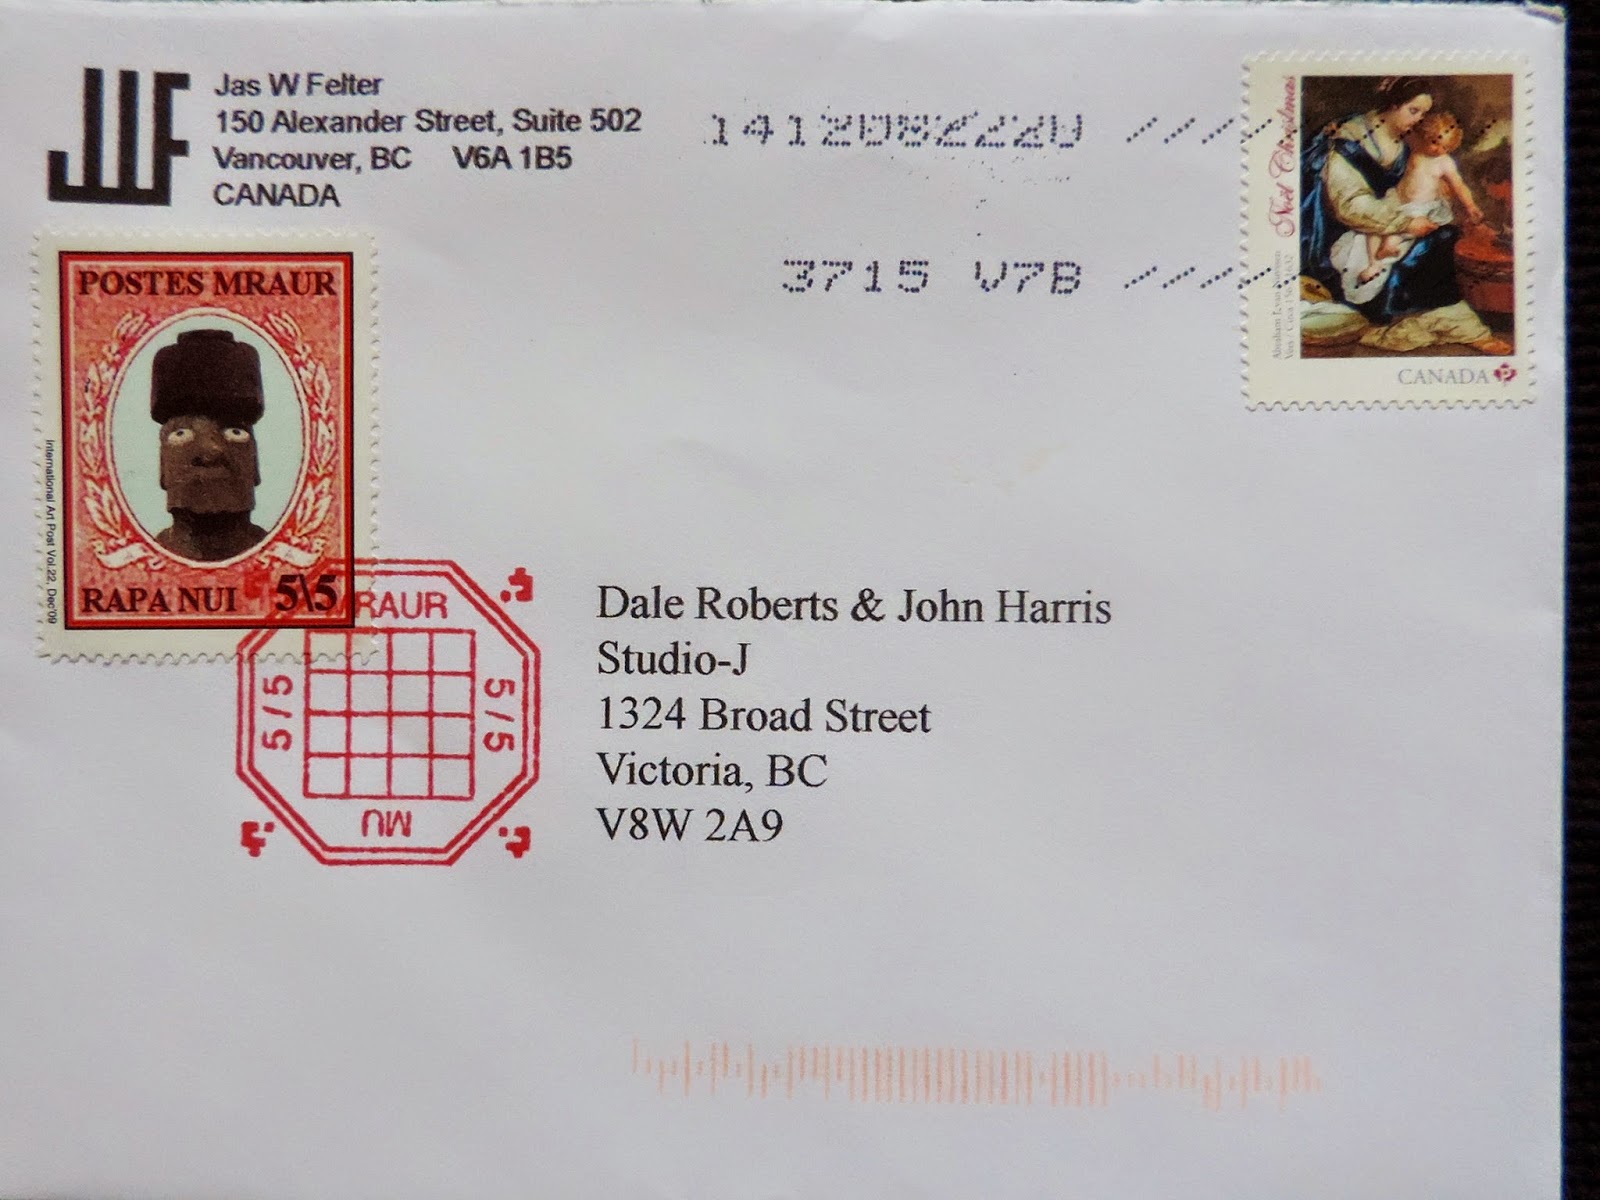 JWF
Jas W Felter
150 Alexander Street, Suite 502
Vancouver, BC V6A 1B5
CANADA
3715 V7B
Noël Christmas
CANADA P
POSTES MRAUR
RAPA NUI 5\5
International Art Post Vol.22, Dec'09
MRAUR
5/5
5/5
MU
Dale Roberts & John Harris
Studio-J
1324 Broad Street
Victoria, BC
V8W 2A9